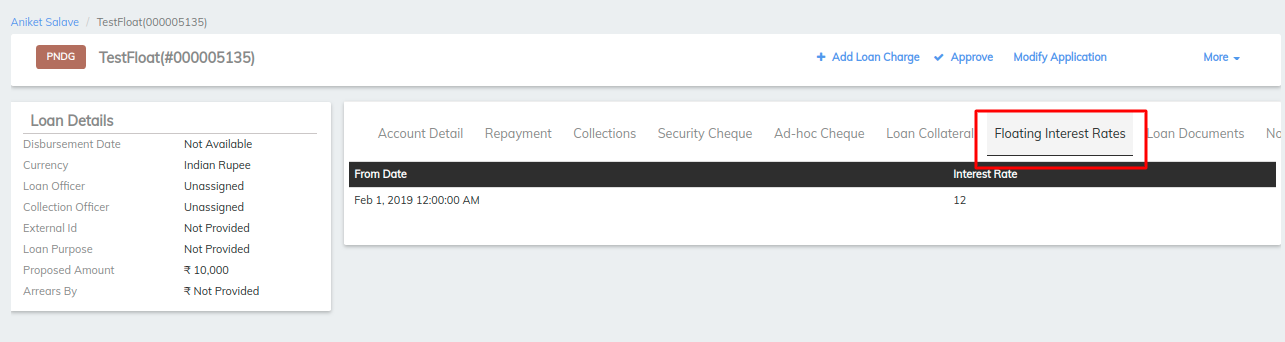 Aniket Salave / TestFloat(000005135)
PNDG TestFloat(#000005135) Add Loan Charge Approve Modify Application More
Loan Details
Disbursement Date Not Available
Currency Indian Rupee
Loan Officer Unassigned
Collection Officer Unassigned
External Id Not Provided
Loan Purpose Not Provided
Proposed Amount ₹ 10,000
Arrears By ₹ Not Provided
Account Detail Repayment Collections Security Cheque Ad-hoc Cheque Loan Collateral Floating Interest Rates Loan Documents No
From Date Interest Rate
Feb 1, 2019 12:00:00 AM 12